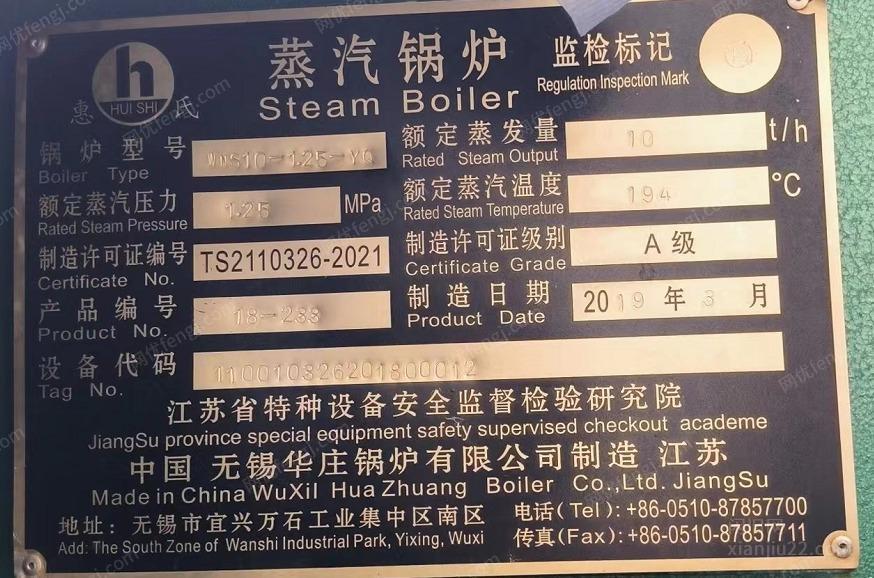 h
HUI SHI
惠 氏
蒸汽锅炉
Steam Boiler
监检标记
Regulation Inspection Mark
锅炉型号 WNS10-1.25-YQ
Boiler Type
额定蒸发量 10 t/h
Rated Steam Output
额定蒸汽压力 1.25 MPa
Rated Steam Pressure
额定蒸汽温度 194 °C
Rated Steam Temperature
制造许可证编号 TS2110326-2021
Certificate No.
制造许可证级别 A级
Certificate Grade
产品编号 18-233
Product No.
制造日期 2019年3月
Product Date
设备代码 110010326201800012
Tag No.
江苏省特种设备安全监督检验研究院
JiangSu province special equipment safety supervised checkout academe
中国 无锡华庄锅炉有限公司制造 江苏
Made in China WuXiI Hua Zhuang Boiler Co.,Ltd. JiangSu
地址: 无锡市宜兴万石工业集中区南区 电话(Tel): +86-0510-87857700
Add: The South Zone of Wanshi Industrial Park, Yixing, Wuxi 传真(Fax): +86-0510-87857711
xianjiu22.com